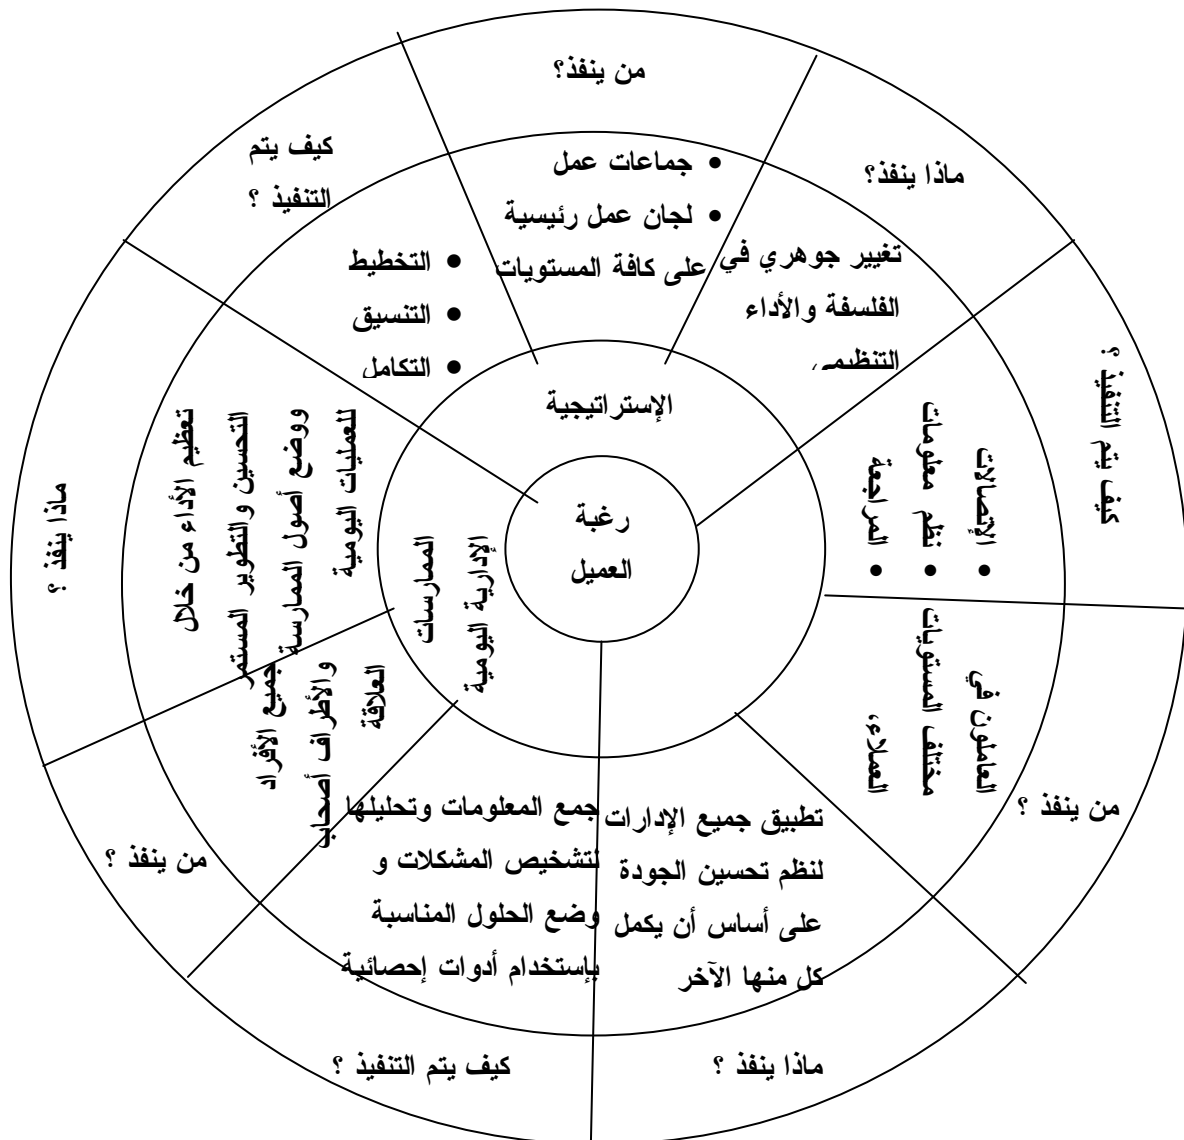 من ينفذ؟
• جماعات عمل
• لجان عمل رئيسية
على كافة المستويات
ماذا ينفذ؟
تغيير جوهري في
الفلسفة والأداء
التنظيمي
كيف يتم التنفيذ ؟
• الإتصالات
• نظم معلومات
• المراجعة
من ينفذ ؟
العاملون في
مختلف المستويات
العملاء،
ماذا ينفذ ؟
تطبيق جميع الإدارات
لنظم تحسين الجودة
على أساس أن يكمل
كل منها الآخر
كيف يتم التنفيذ ؟
جمع المعلومات وتحليلها
لتشخيص المشكلات و
وضع الحلول المناسبة
بإستخدام أدوات إحصائية
من ينفذ ؟
جميع الأفراد
والأطراف أصحاب
العلاقة
ماذا ينفذ ؟
تعظيم الأداء من خلال
التحسين والتطوير المستمر
ووضع أصول الممارسة
للعمليات اليومية
كيف يتم
التنفيذ ؟
• التخطيط
• التنسيق
• التكامل
الإستراتيجية
الممارسات
الإدارية اليومية
رغبة
العميل